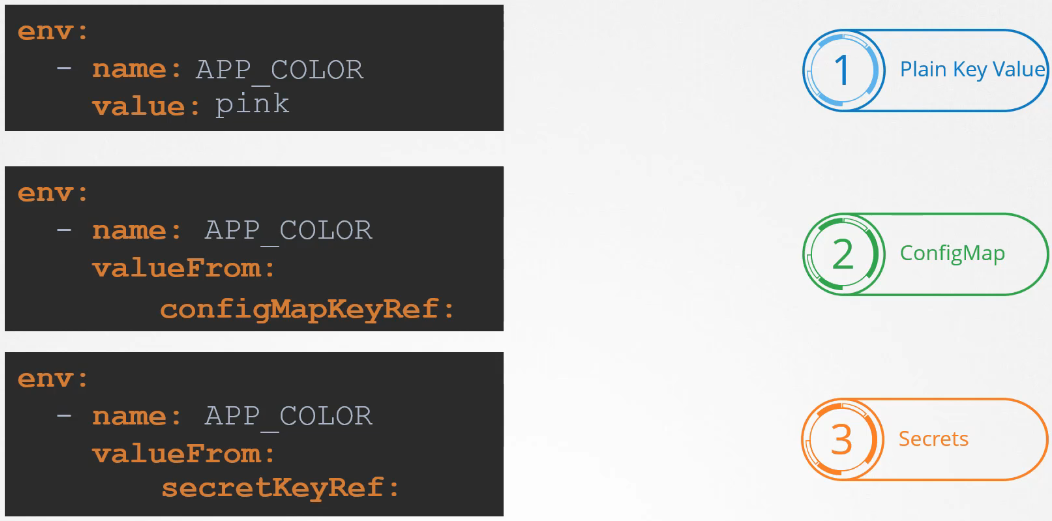 env:
  - name: APP_COLOR
    value: pink
1 Plain Key Value
env:
  - name: APP_COLOR
    valueFrom:
        configMapKeyRef:
2 ConfigMap
env:
  - name: APP_COLOR
    valueFrom:
        secretKeyRef:
3 Secrets